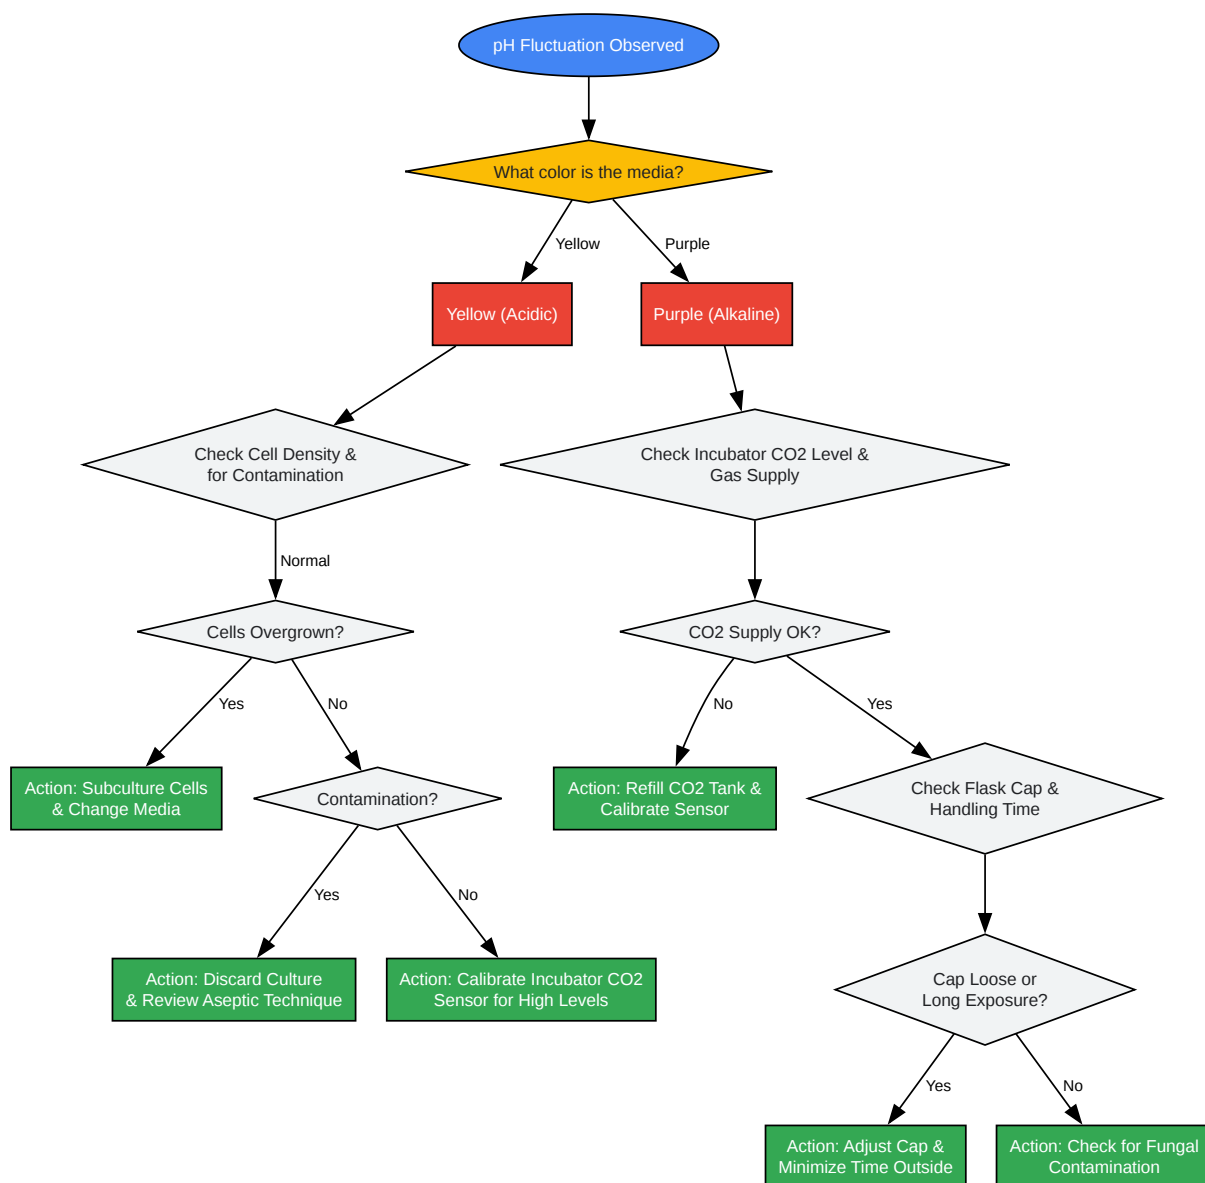 pH Fluctuation Observed
What color is the media?
Yellow
Purple
Yellow (Acidic)
Purple (Alkaline)
Check Cell Density &
for Contamination
Check Incubator CO2 Level &
Gas Supply
Normal
Cells Overgrown?
CO2 Supply OK?
Yes
No
No
Yes
Action: Subculture Cells
& Change Media
Contamination?
Action: Refill CO2 Tank &
Calibrate Sensor
Check Flask Cap &
Handling Time
Yes
No
Action: Discard Culture
& Review Aseptic Technique
Action: Calibrate Incubator CO2
Sensor for High Levels
Cap Loose or
Long Exposure?
Yes
No
Action: Adjust Cap &
Minimize Time Outside
Action: Check for Fungal
Contamination